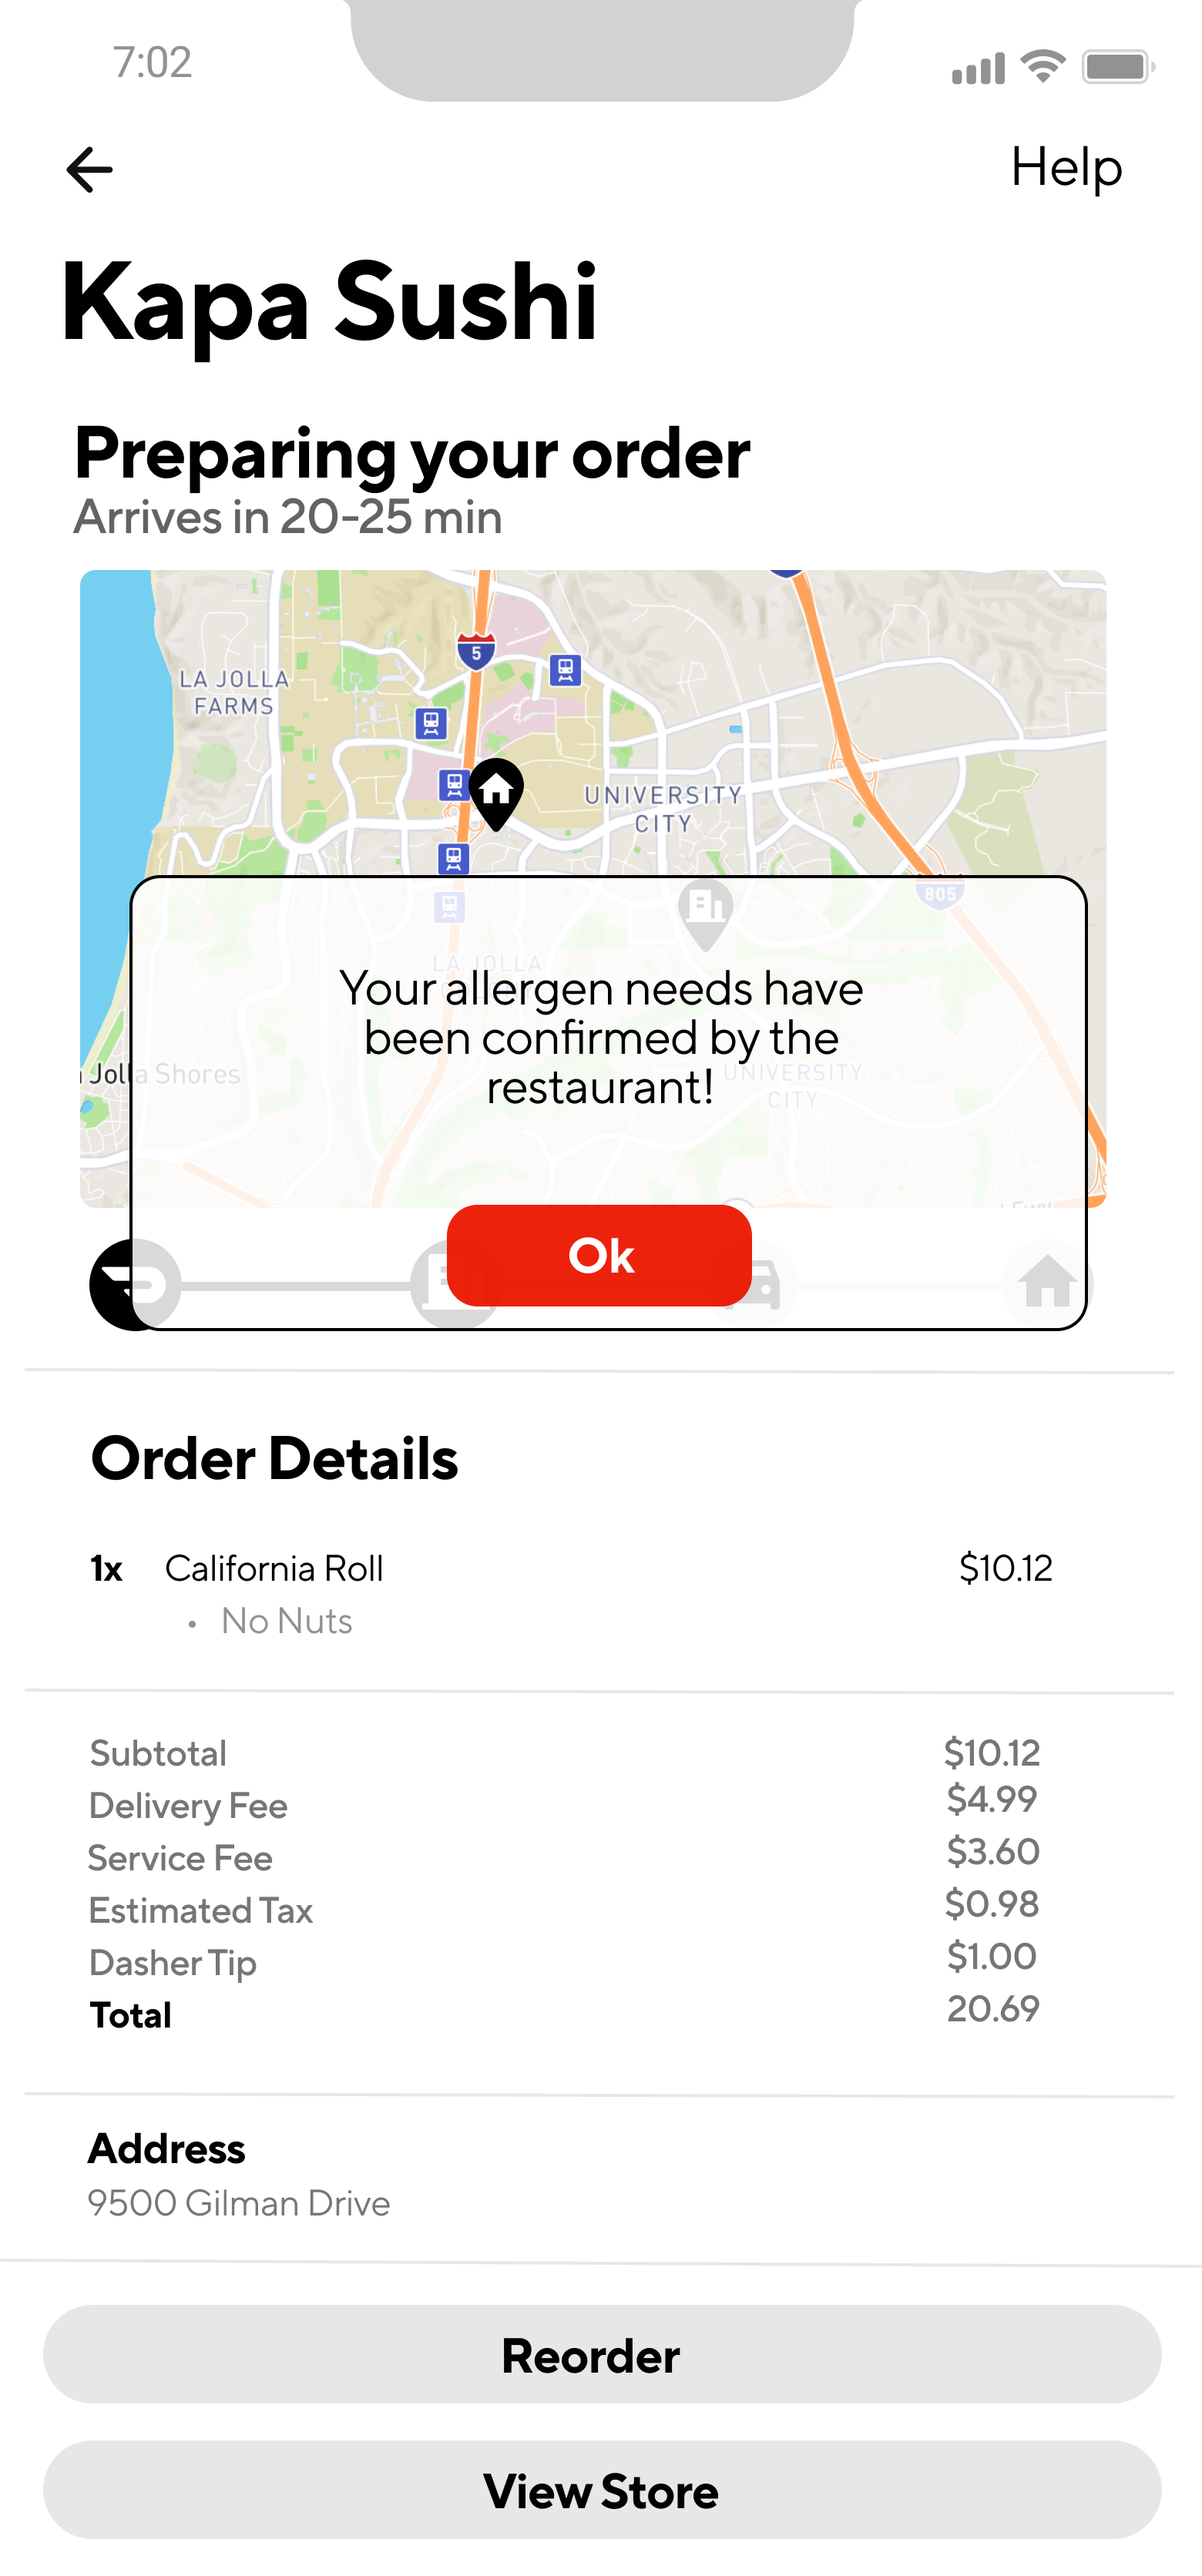 7:02
Help
Kapa Sushi
Preparing your order
Arrives in 20-25 min
LA JOLLA
FARMS
5
UNIVERSITY
CITY
805
LA JOLLA
Your allergen needs have
been confirmed by the
restaurant!
Jolla Shores
UNIVERSITY
CITY
Ok
Order Details
1x California Roll $10.12
• No Nuts
Subtotal $10.12
Delivery Fee $4.99
Service Fee $3.60
Estimated Tax $0.98
Dasher Tip $1.00
Total 20.69
Address
9500 Gilman Drive
Reorder
View Store